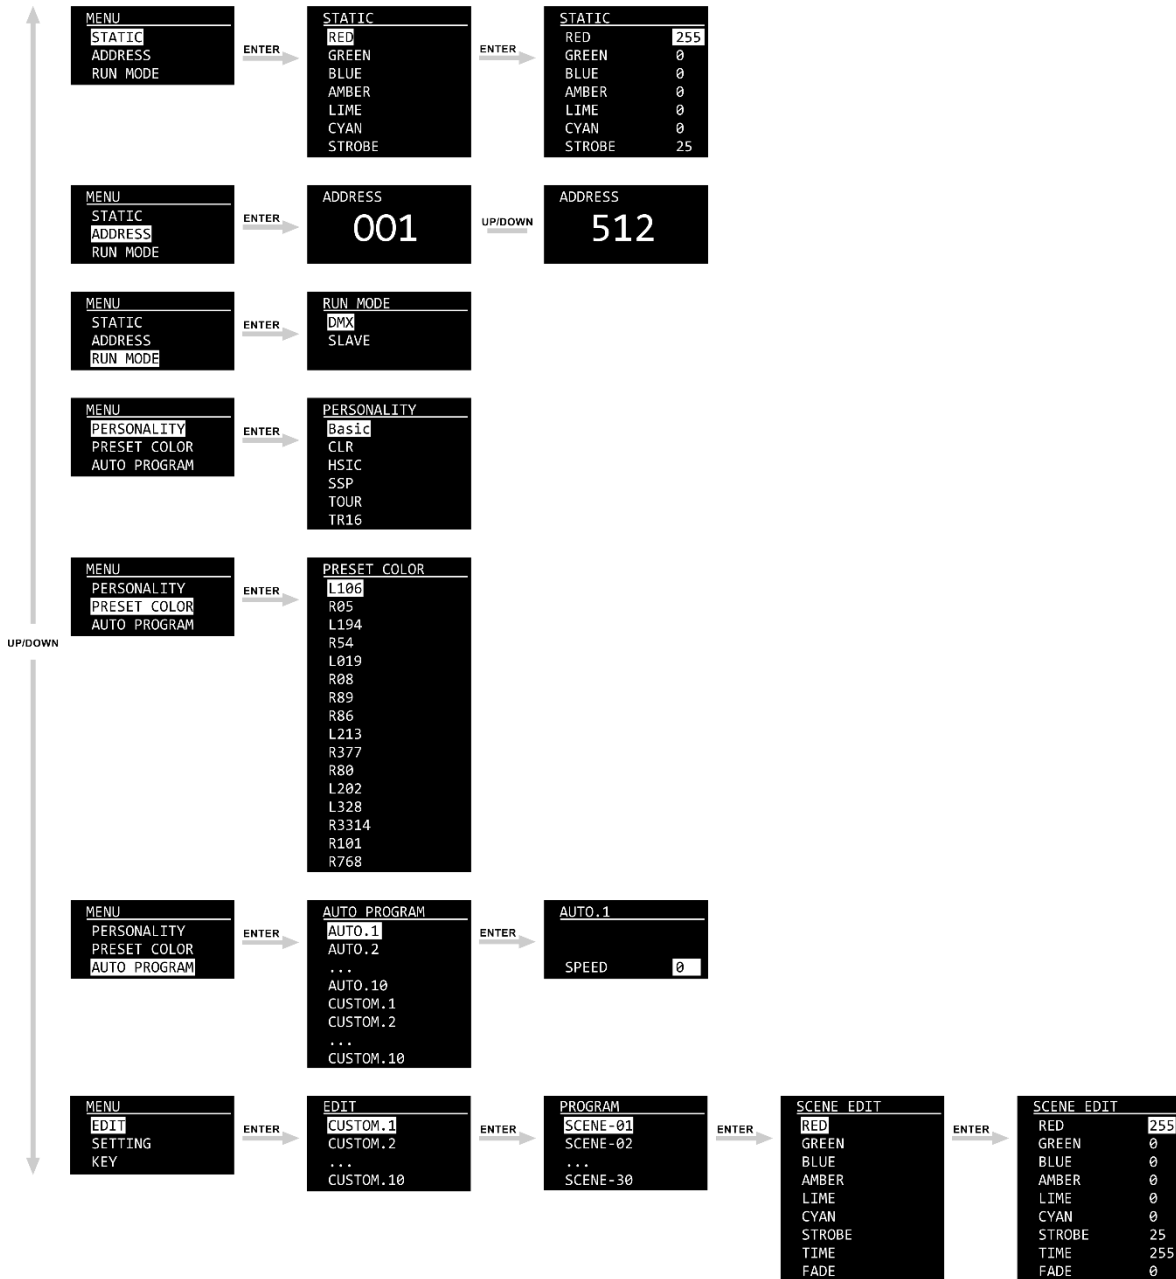 MENU
STATIC
ADDRESS
RUN MODE
ENTER
STATIC
RED
GREEN
BLUE
AMBER
LIME
CYAN
STROBE
ENTER
STATIC
RED 255
GREEN 0
BLUE 0
AMBER 0
LIME 0
CYAN 0
STROBE 25
MENU
STATIC
ADDRESS
RUN MODE
ENTER
ADDRESS
001
UP/DOWN
ADDRESS
512
MENU
STATIC
ADDRESS
RUN MODE
ENTER
RUN MODE
DMX
SLAVE
MENU
PERSONALITY
PRESET COLOR
AUTO PROGRAM
ENTER
PERSONALITY
Basic
CLR
HSIC
SSP
TOUR
TR16
MENU
PERSONALITY
PRESET COLOR
AUTO PROGRAM
ENTER
PRESET COLOR
L106
R05
L194
R54
L019
R08
R89
R86
L213
R377
R80
L202
L328
R3314
R101
R768
UP/DOWN
MENU
PERSONALITY
PRESET COLOR
AUTO PROGRAM
ENTER
AUTO PROGRAM
AUTO.1
AUTO.2
...
AUTO.10
CUSTOM.1
CUSTOM.2
...
CUSTOM.10
ENTER
AUTO.1
SPEED 0
MENU
EDIT
SETTING
KEY
ENTER
EDIT
CUSTOM.1
CUSTOM.2
...
CUSTOM.10
ENTER
PROGRAM
SCENE-01
SCENE-02
...
SCENE-30
ENTER
SCENE EDIT
RED
GREEN
BLUE
AMBER
LIME
CYAN
STROBE
TIME
FADE
ENTER
SCENE EDIT
RED 255
GREEN 0
BLUE 0
AMBER 0
LIME 0
CYAN 0
STROBE 25
TIME 255
FADE 0